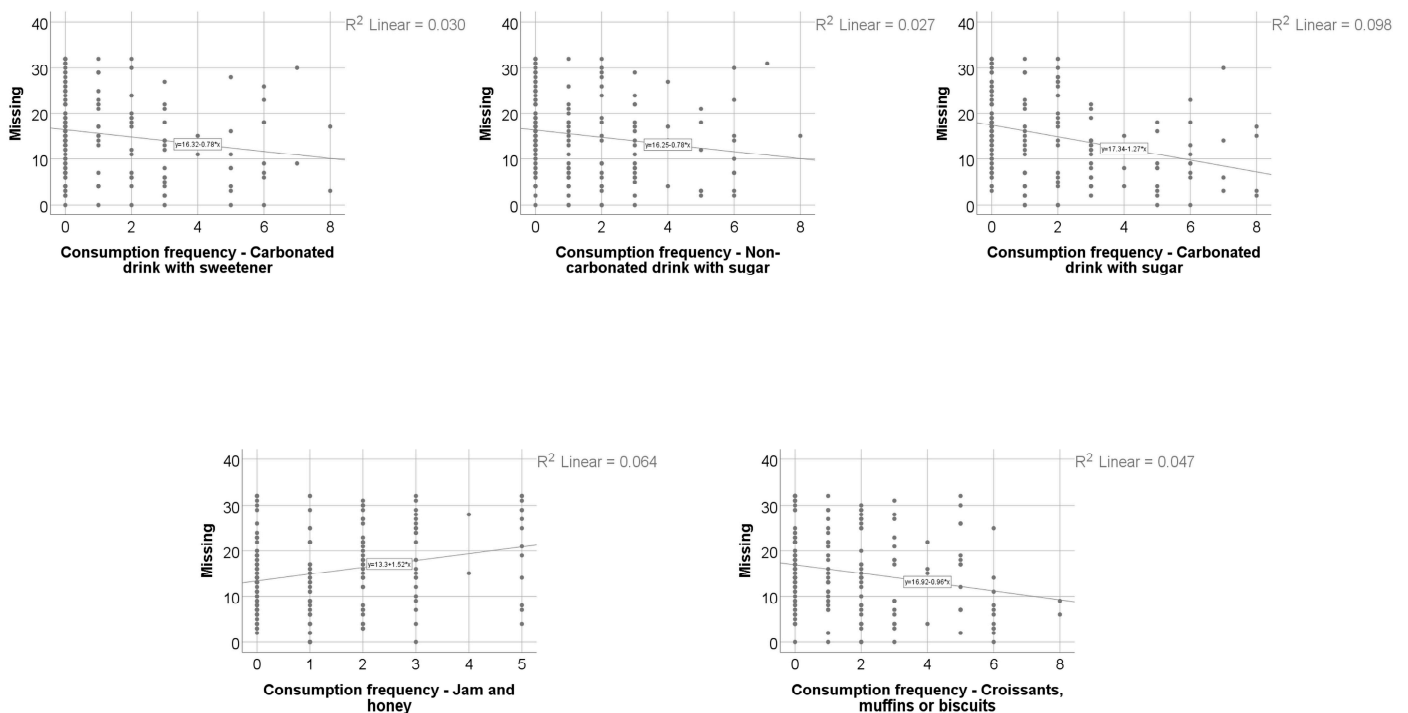 R² Linear = 0.030
40
30
20
10
0
Missing
y=16.32-0.78*x
0 2 4 6 8
Consumption frequency - Carbonated
drink with sweetener
R² Linear = 0.027
40
30
20
10
0
Missing
y=16.25-0.78*x
0 2 4 6 8
Consumption frequency - Non-
carbonated drink with sugar
R² Linear = 0.098
40
30
20
10
0
Missing
y=17.34-1.27*x
0 2 4 6 8
Consumption frequency - Carbonated
drink with sugar
R² Linear = 0.064
40
30
20
10
0
Missing
y=13.3+1.52*x
0 1 2 3 4 5
Consumption frequency - Jam and
honey
R² Linear = 0.047
40
30
20
10
0
Missing
y=16.92-0.96*x
0 2 4 6 8
Consumption frequency - Croissants,
muffins or biscuits